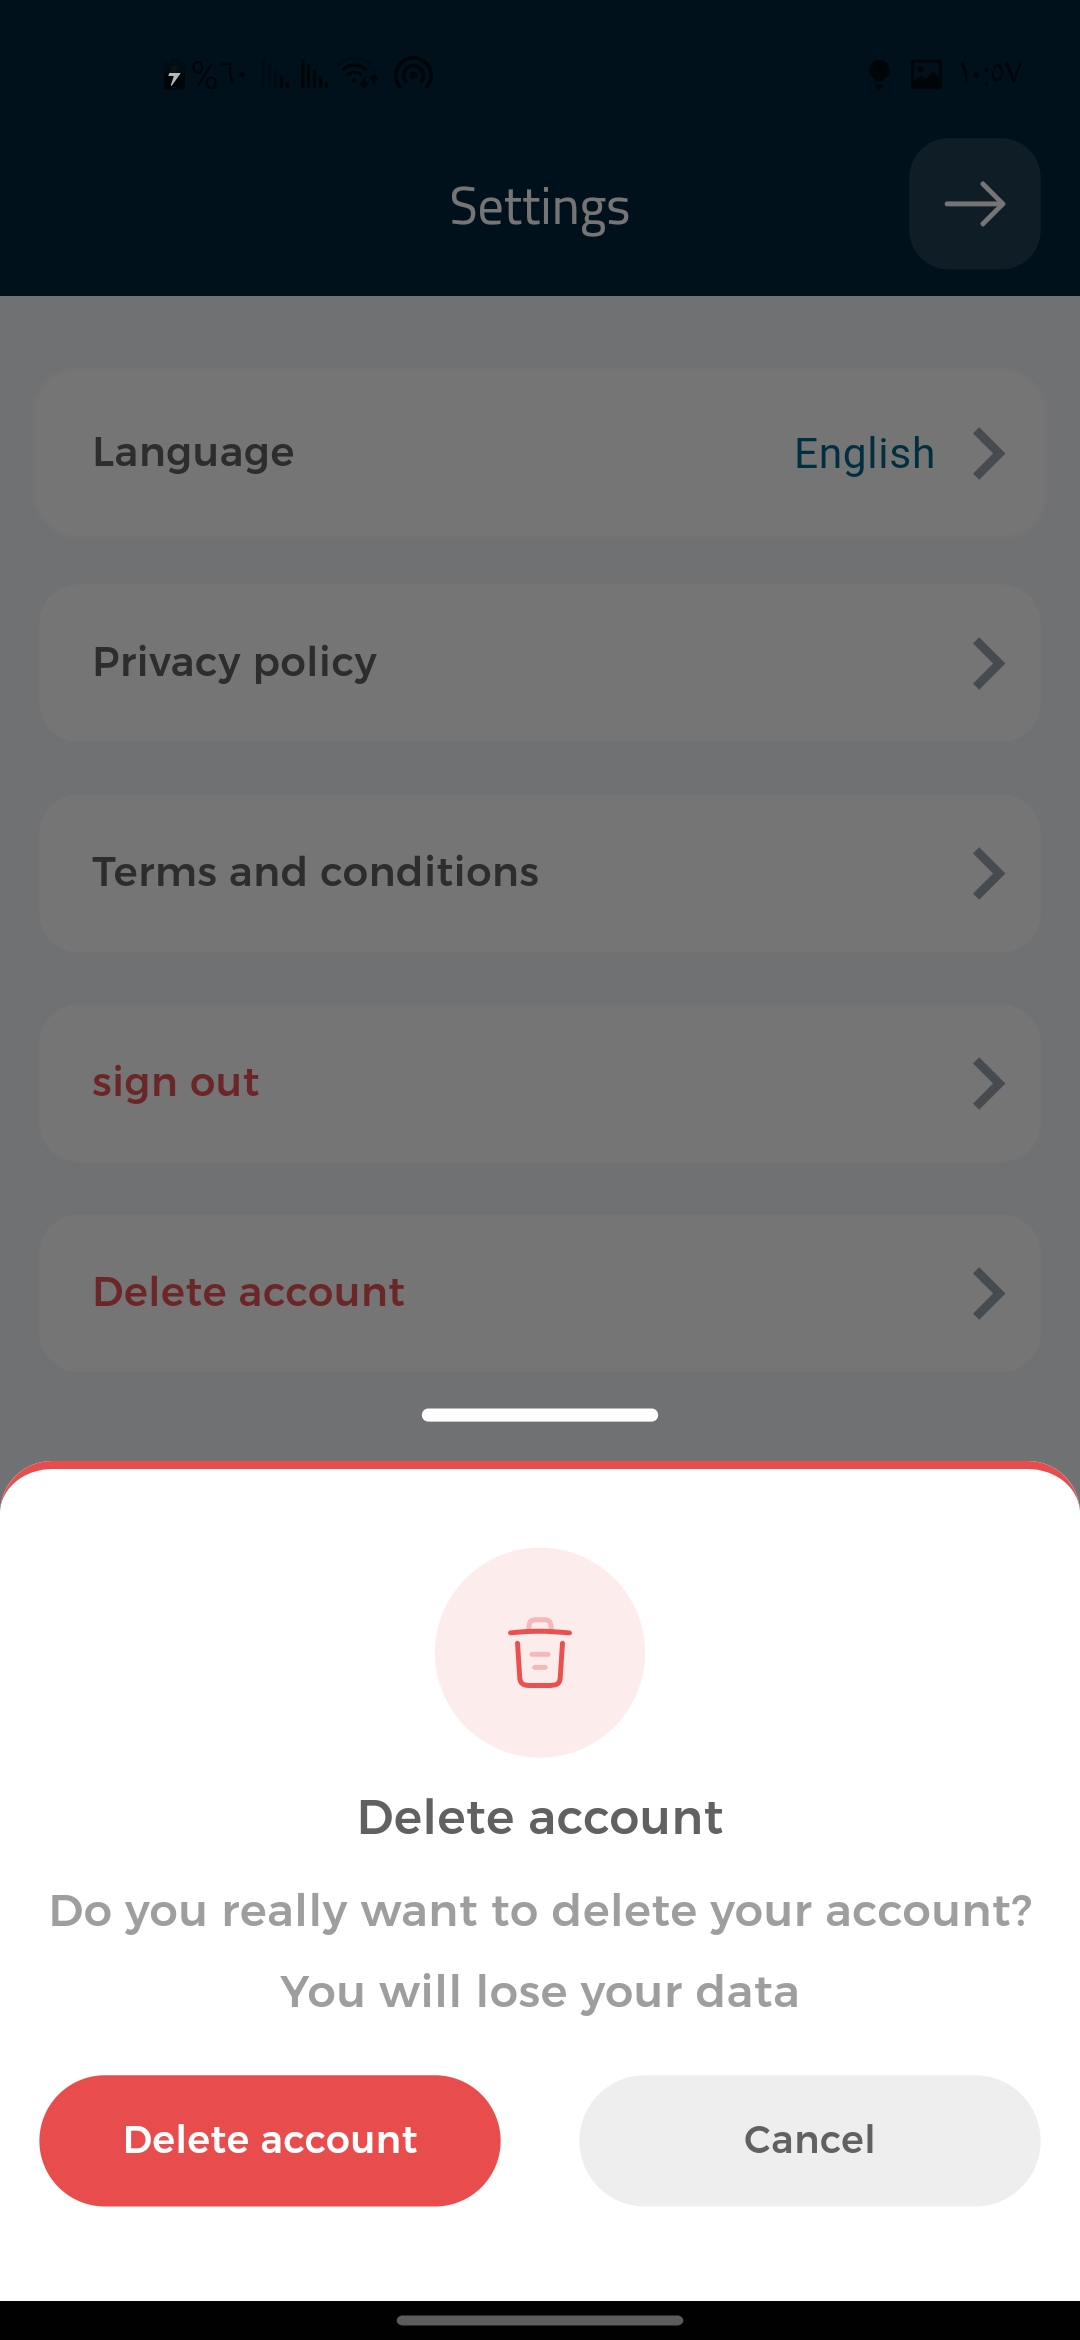 %٦٠
١٠:٥٧
Settings
Language
English
Privacy policy
Terms and conditions
sign out
Delete account
Delete account
Do you really want to delete your account?
You will lose your data
Delete account
Cancel